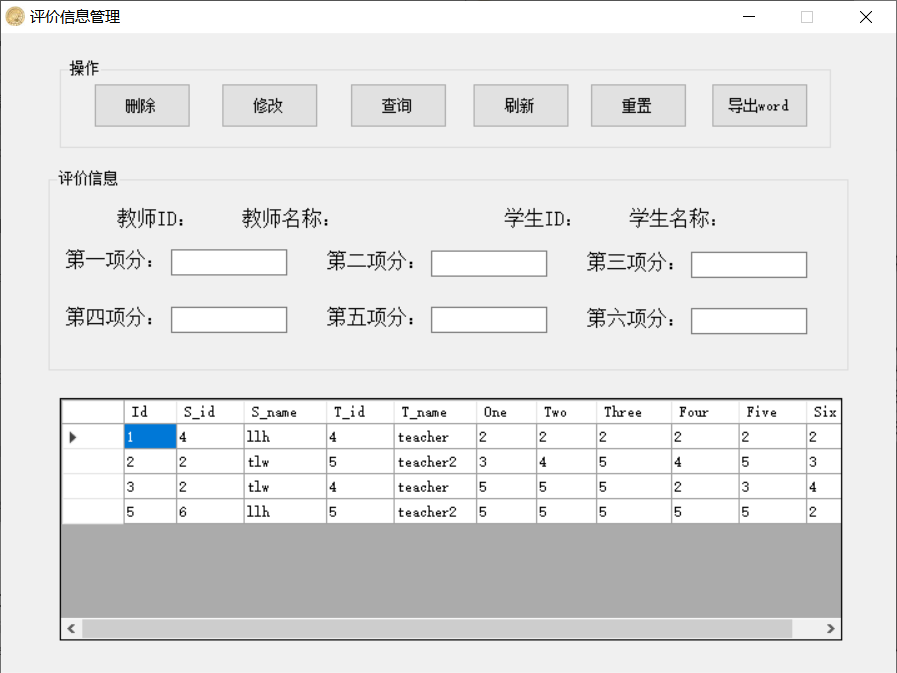 评价信息管理
操作
删除 修改 查询 刷新 重置 导出word
评价信息
教师ID: 教师名称: 学生ID: 学生名称:
第一项分: 第二项分: 第三项分:
第四项分: 第五项分: 第六项分:
Id S_id S_name T_id T_name One Two Three Four Five Six
1 4 llh 4 teacher 2 2 2 2 2 2
2 2 tlw 5 teacher2 3 4 5 4 5 3
3 2 tlw 4 teacher 5 5 5 2 3 4
5 6 llh 5 teacher2 5 5 5 5 5 2